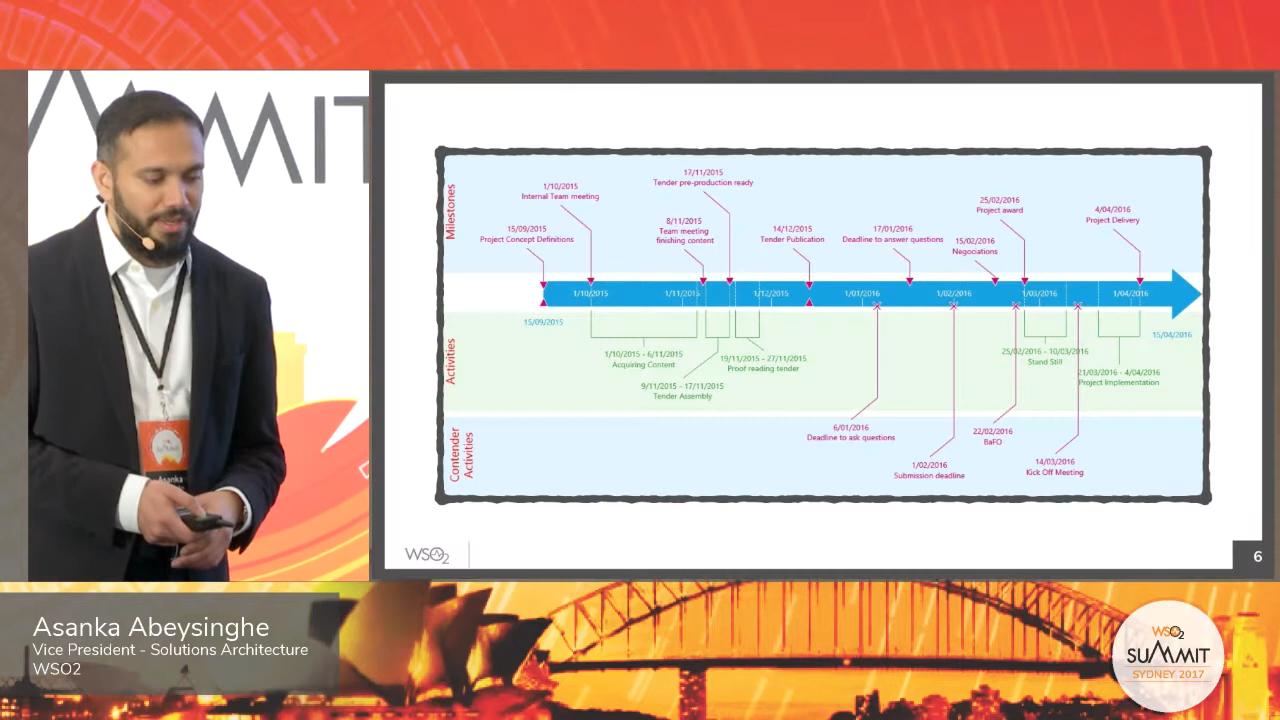 MMIT
Asanka
SUMMIT
Milestones
15/09/2015
Project Concept Definitions
1/10/2015
Internal Team meeting
8/11/2015
Team meeting
finishing content
17/11/2015
Tender pre-production ready
14/12/2015
Tender Publication
17/01/2016
Deadline to answer questions
15/02/2016
Negociations
25/02/2016
Project award
4/04/2016
Project Delivery
1/10/2015
1/11/2015
1/12/2015
1/01/2016
1/02/2016
1/03/2016
1/04/2016
15/09/2015
15/04/2016
Activities
1/10/2015 - 6/11/2015
Acquiring Content
9/11/2015 - 17/11/2015
Tender Assembly
19/11/2015 - 27/11/2015
Proof reading tender
25/02/2016 - 10/03/2016
Stand Still
21/03/2016 - 4/04/2016
Project Implementation
Contender
Activities
6/01/2016
Deadline to ask questions
1/02/2016
Submission deadline
22/02/2016
BaFO
14/03/2016
Kick Off Meeting
WSO2
6
Asanka Abeysinghe
Vice President - Solutions Architecture
WSO2
WSO2
SUMMIT
SYDNEY 2017